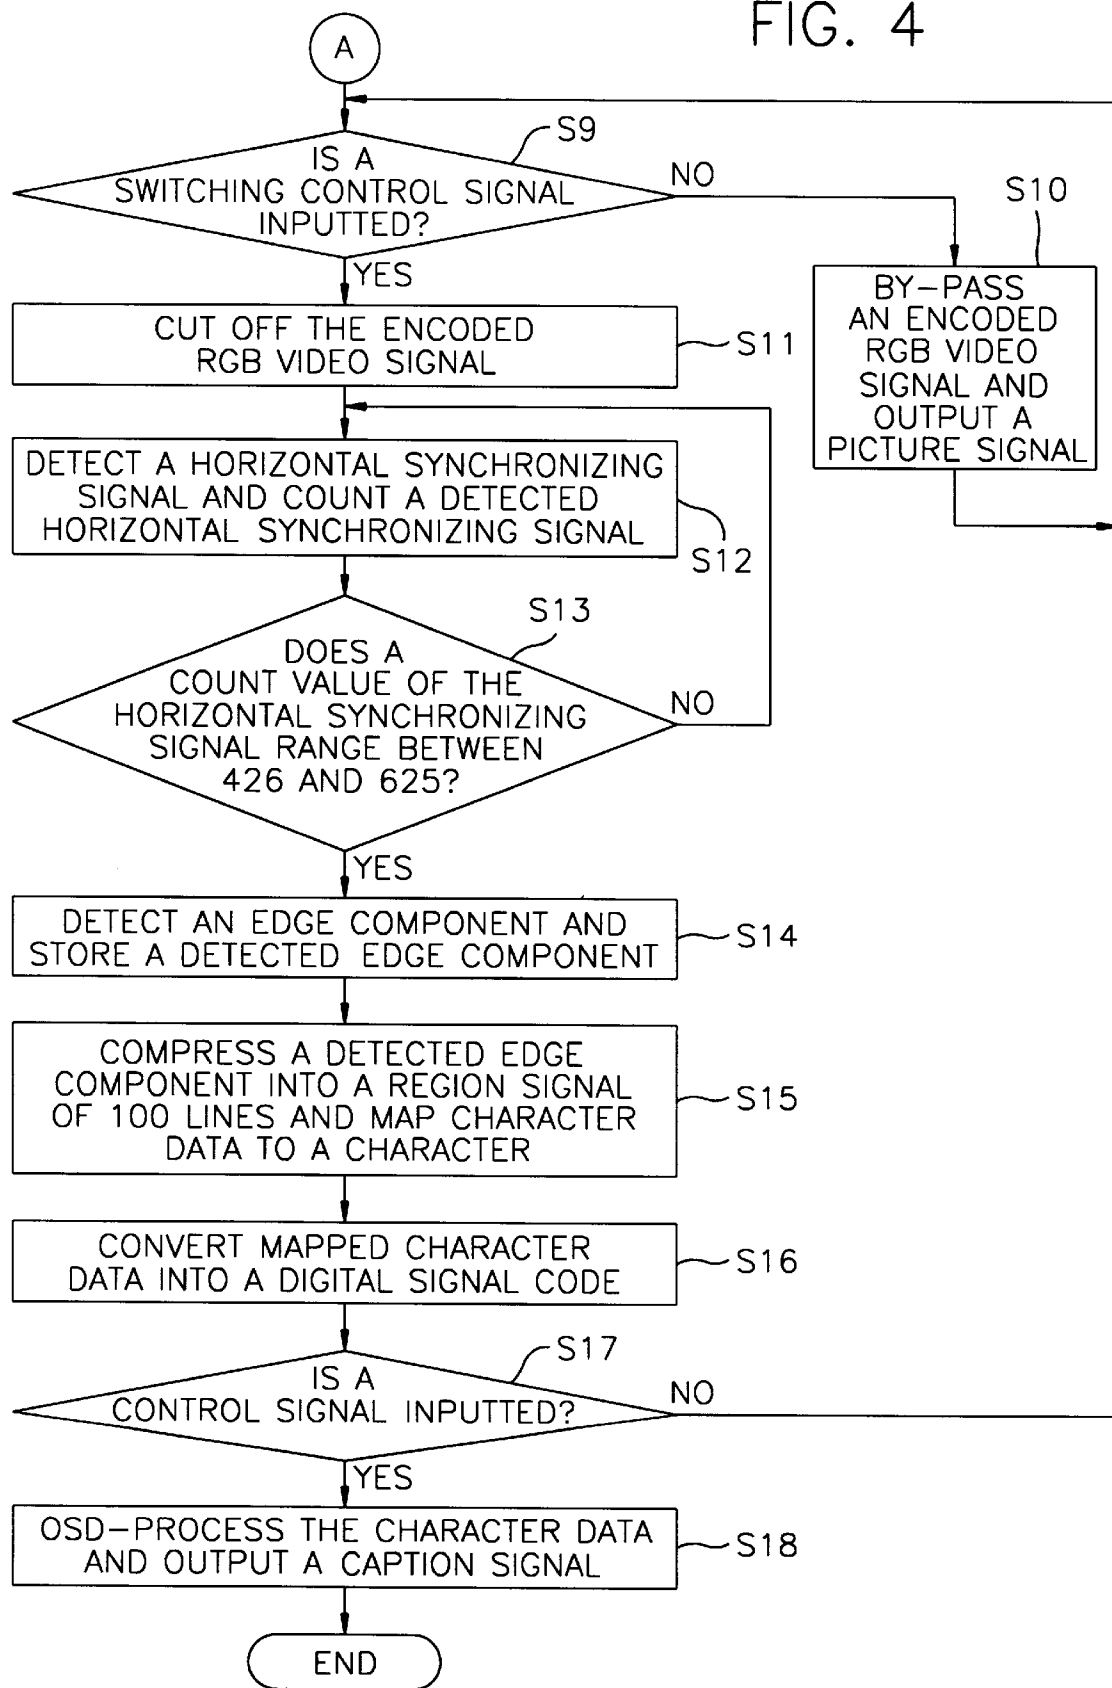 FIG. 4
A
S9
IS A
SWITCHING CONTROL SIGNAL
INPUTTED?
NO
YES
S10
BY-PASS
AN ENCODED
RGB VIDEO
SIGNAL AND
OUTPUT A
PICTURE SIGNAL
CUT OFF THE ENCODED
RGB VIDEO SIGNAL
S11
DETECT A HORIZONTAL SYNCHRONIZING
SIGNAL AND COUNT A DETECTED
HORIZONTAL SYNCHRONIZING SIGNAL
S12
S13
DOES A
COUNT VALUE OF THE
HORIZONTAL SYNCHRONIZING
SIGNAL RANGE BETWEEN
426 AND 625?
NO
YES
DETECT AN EDGE COMPONENT AND
STORE A DETECTED EDGE COMPONENT
S14
COMPRESS A DETECTED EDGE
COMPONENT INTO A REGION SIGNAL
OF 100 LINES AND MAP CHARACTER
DATA TO A CHARACTER
S15
CONVERT MAPPED CHARACTER
DATA INTO A DIGITAL SIGNAL CODE
S16
S17
IS A
CONTROL SIGNAL INPUTTED?
NO
YES
OSD-PROCESS THE CHARACTER DATA
AND OUTPUT A CAPTION SIGNAL
S18
END